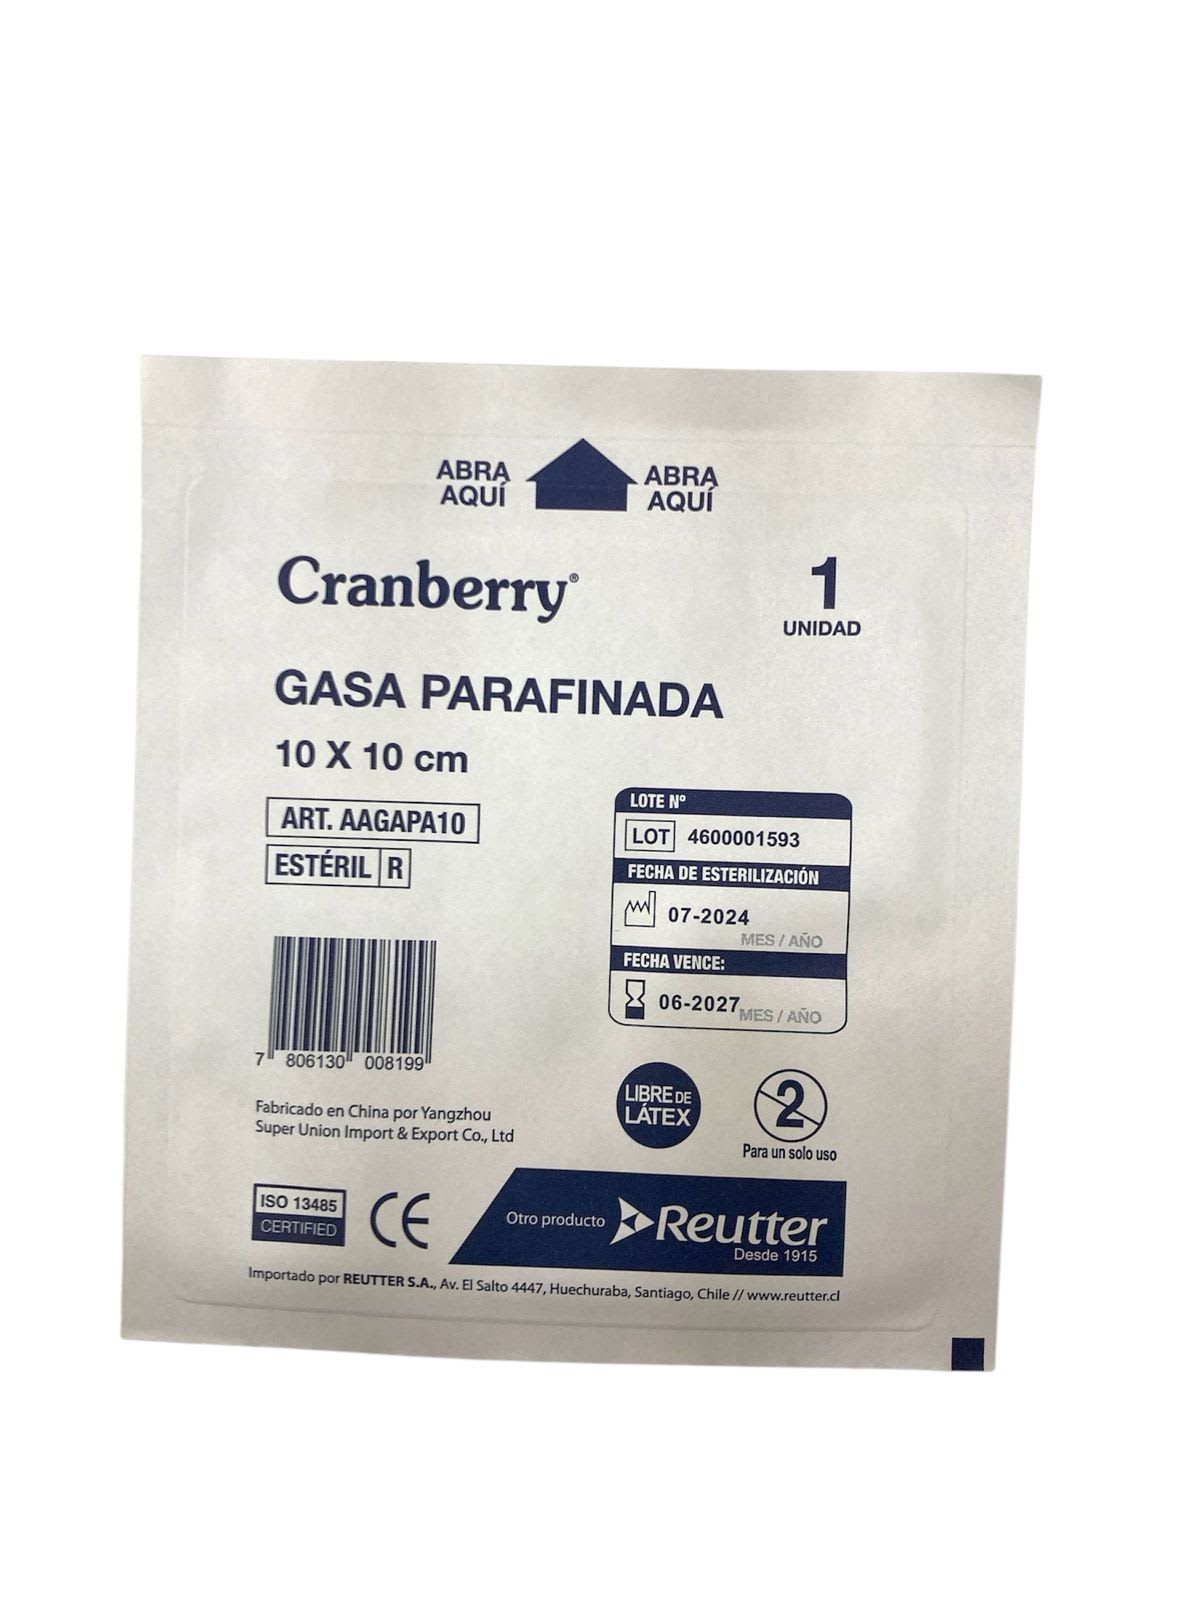 ABRA AQUÍ
ABRA AQUÍ
Cranberry®
1
UNIDAD
GASA PARAFINADA
10 X 10 cm
ART. AAGAPA10
ESTÉRIL R
LOTE Nº
LOT 4600001593
FECHA DE ESTERILIZACIÓN
07-2024
MES / AÑO
FECHA VENCE:
06-2027
MES / AÑO
7 806130 008199
LIBRE DE
LÁTEX
2
Para un solo uso
Fabricado en China por Yangzhou
Super Union Import & Export Co., Ltd
ISO 13485
CERTIFIED
CE
Otro producto Reutter
Desde 1915
Importado por REUTTER S.A., Av. El Salto 4447, Huechuraba, Santiago, Chile // www.reutter.cl